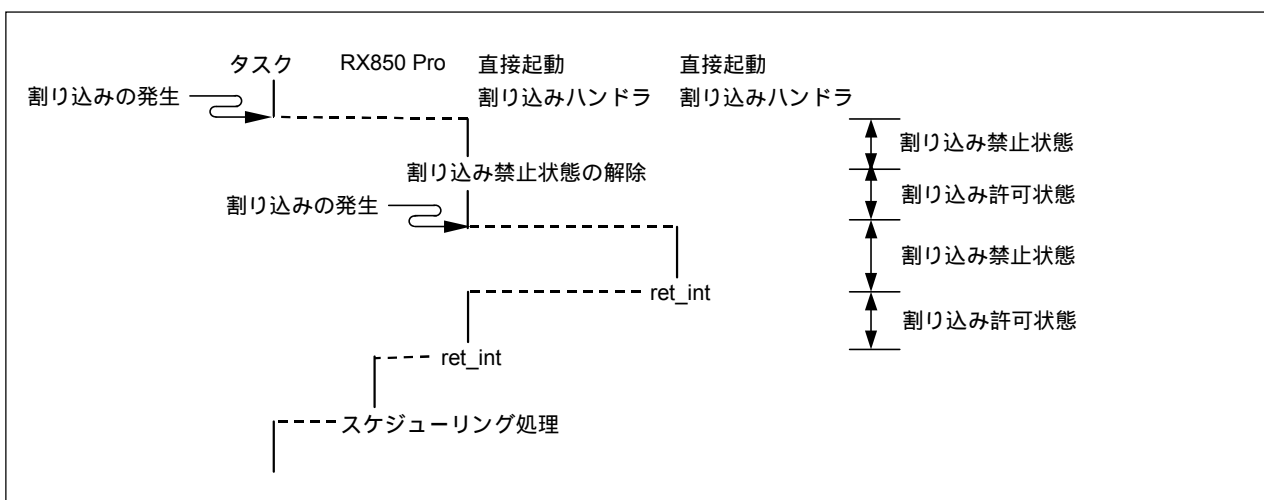 タスク RX850 Pro 直接起動 直接起動
割り込みの発生 割り込みハンドラ 割り込みハンドラ
割り込み禁止状態
割り込み禁止状態の解除
割り込み許可状態
割り込みの発生
割り込み禁止状態
ret_int
割り込み許可状態
ret_int
スケジューリング処理